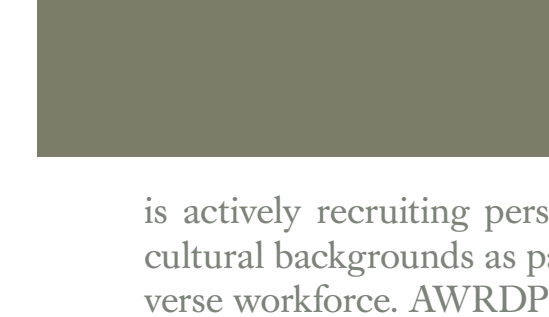 is actively recruiting pers
cultural backgrounds as pa
verse workforce. AWRDP